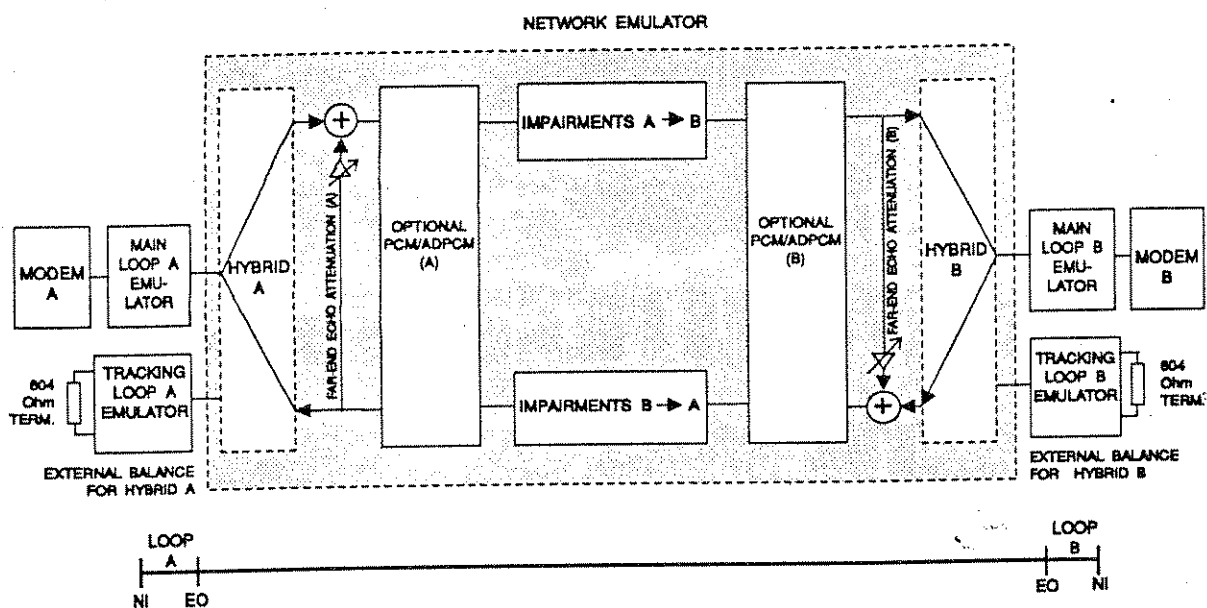 NETWORK EMULATOR
MODEM
A
MAIN
LOOP A
EMU-
LATOR
HYBRID
A
FAR-END ECHO ATTENUATION (A)
+
OPTIONAL
PCM/ADPCM
(A)
IMPAIRMENTS A → B
IMPAIRMENTS B → A
OPTIONAL
PCM/ADPCM
(B)
FAR-END ECHO ATTENUATION (B)
+
HYBRID
B
MAIN
LOOP B
EMU-
LATOR
MODEM
B
604
Ohm
TERM.
TRACKING
LOOP A
EMULATOR
EXTERNAL BALANCE
FOR HYBRID A
TRACKING
LOOP B
EMULATOR
604
Ohm
TERM.
EXTERNAL BALANCE
FOR HYBRID B
LOOP
A
NI
EO
LOOP
B
EO
NI